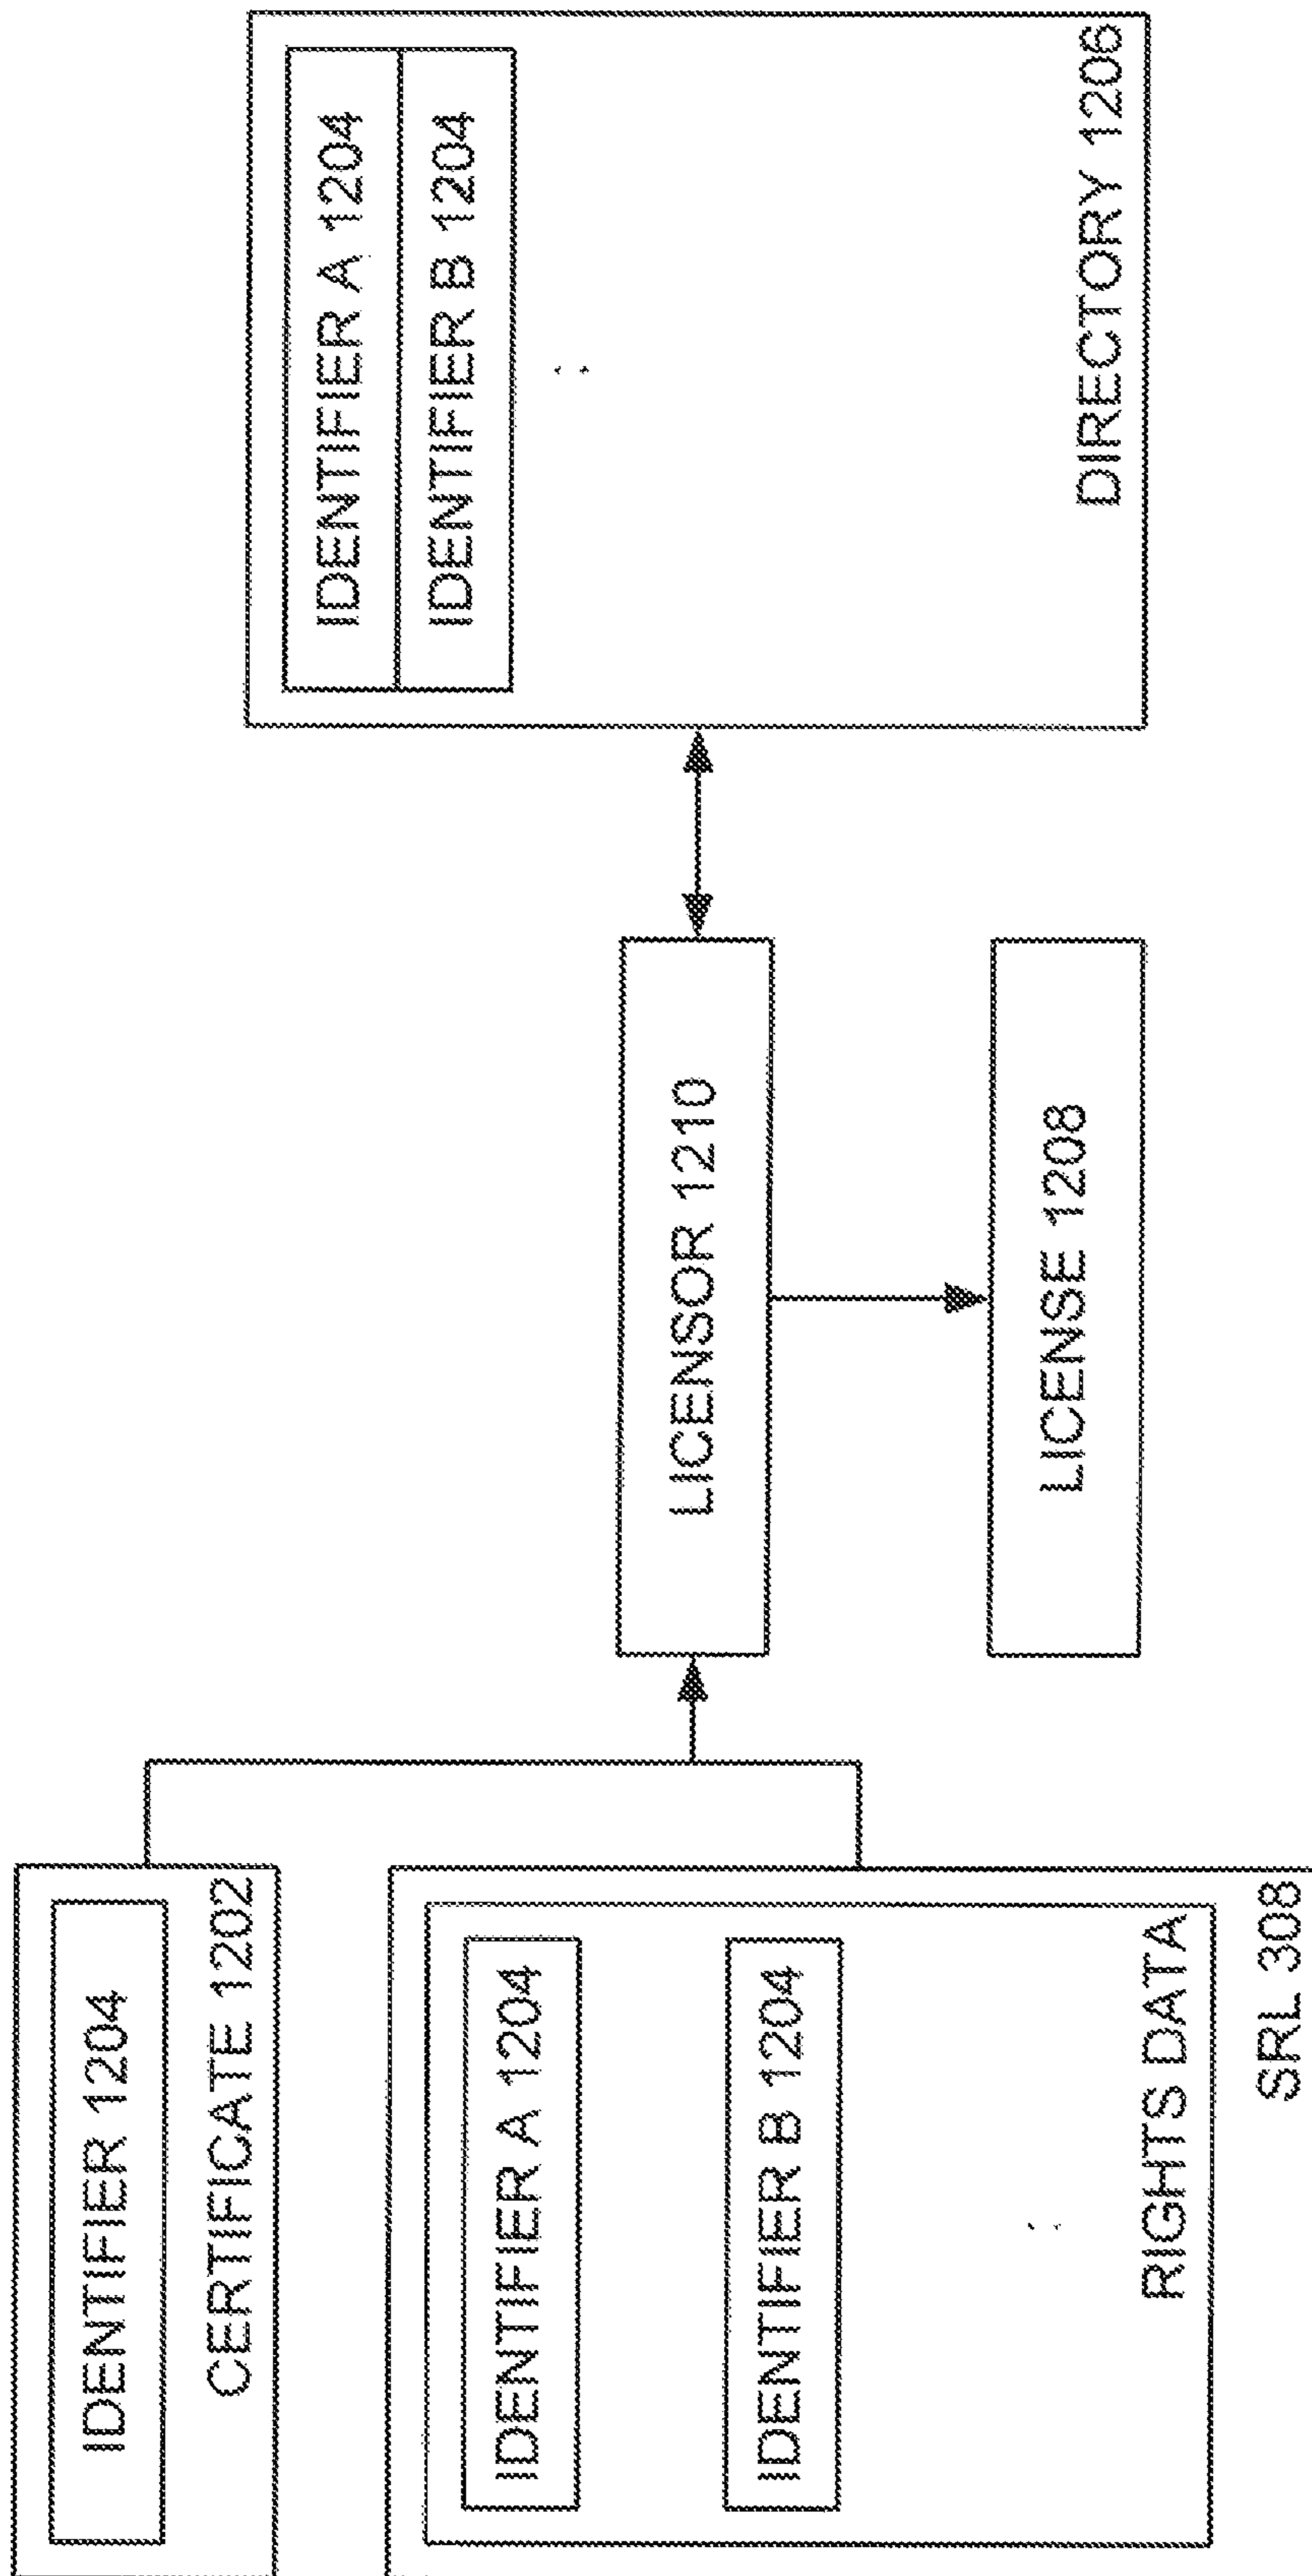 IDENTIFIER 1204
CERTIFICATE 1202
IDENTIFIER A 1204
IDENTIFIER B 1204
RIGHTS DATA
SRL 308
LICENSOR 1210
LICENSE 1208
IDENTIFIER A 1204
IDENTIFIER B 1204
DIRECTORY 1206